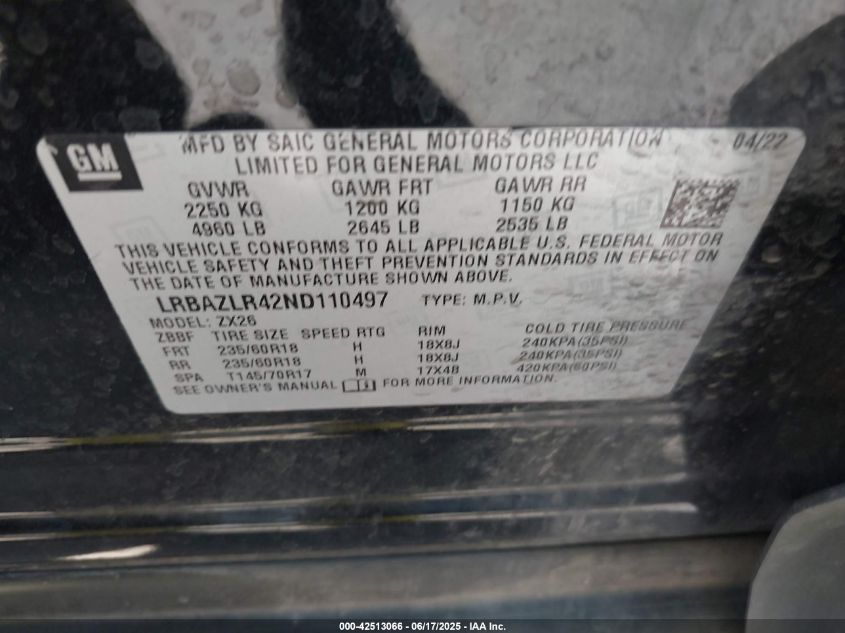 GM
MFD BY SAIC GENERAL MOTORS CORPORATION 04/22
LIMITED FOR GENERAL MOTORS LLC
GVWR GAWR FRT GAWR RR
2250 KG 1200 KG 1150 KG
4960 LB 2645 LB 2535 LB
THIS VEHICLE CONFORMS TO ALL APPLICABLE U.S. FEDERAL MOTOR
VEHICLE SAFETY AND THEFT PREVENTION STANDARDS IN EFFECT ON
THE DATE OF MANUFACTURE SHOWN ABOVE.
LRBAZLR42ND110497 TYPE: M.P.V.
MODEL: ZX26
ZBBF TIRE SIZE SPEED RTG RIM COLD TIRE PRESSURE
FRT 235/60R18 H 18X8J 240KPA(35PSI)
RR 235/60R18 H 18X8J 240KPA(35PSI)
SPA T145/70R17 M 17X4B 420KPA(60PSI)
SEE OWNER'S MANUAL FOR MORE INFORMATION.
000-42513066 - 06/17/2025 - IAA Inc.